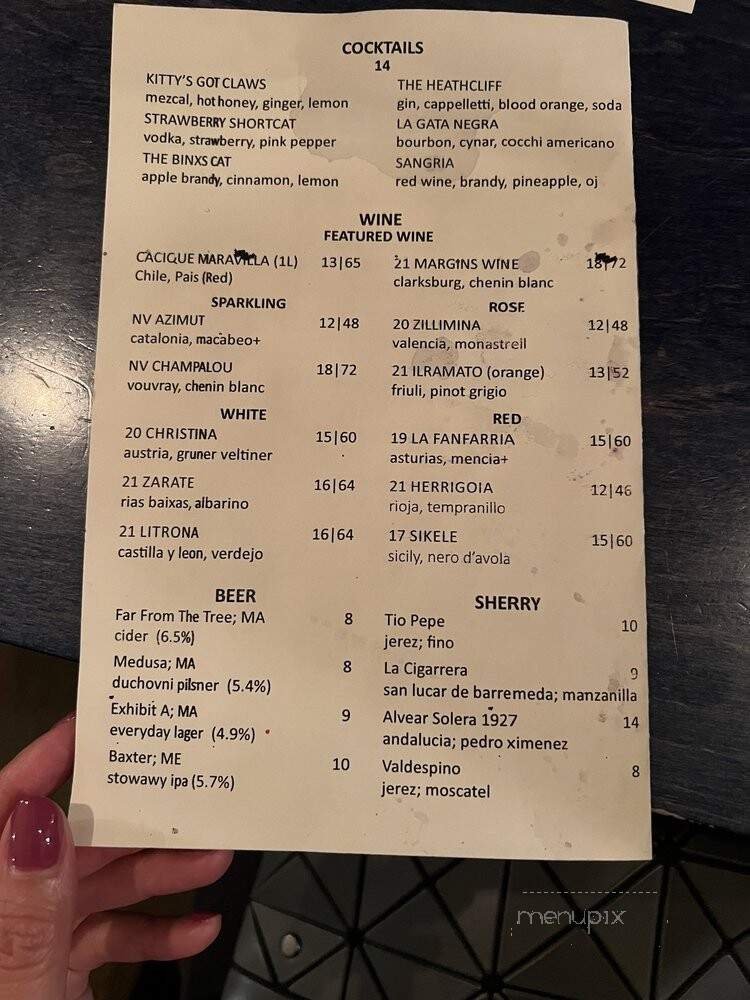 COCKTAILS
14
KITTY'S GOT CLAWS
mezcal, hot honey, ginger, lemon
STRAWBERRY SHORTCAT
vodka, strawberry, pink pepper
THE BINXS CAT
apple brandy, cinnamon, lemon
THE HEATHCLIFF
gin, cappelletti, blood orange, soda
LA GATA NEGRA
bourbon, cynar, cocchi americano
SANGRIA
red wine, brandy, pineapple, oj
WINE
FEATURED WINE
CACIQUE MARAVILLA (1L) 13|65
Chile, Pais (Red)
21 MARGINS WINE 18|72
clarksburg, chenin blanc
SPARKLING
NV AZIMUT 12|48
catalonia, macabeo+
NV CHAMPALOU 18|72
vouvray, chenin blanc
ROSE
20 ZILLIMINA 12|48
valencia, monastrell
21 ILRAMATO (orange) 13|52
friuli, pinot grigio
WHITE
20 CHRISTINA 15|60
austria, gruner veltiner
21 ZARATE 16|64
rias baixas, albarino
21 LITRONA 16|64
castilla y leon, verdejo
RED
19 LA FANFARRIA 15|60
asturias, mencia+
21 HERRIGOIA 12|46
rioja, tempranillo
17 SIKELE 15|60
sicily, nero d'avola
BEER
Far From The Tree; MA 8
cider (6.5%)
Medusa; MA 8
duchovni pilsner (5.4%)
Exhibit A; MA 9
everyday lager (4.9%)
Baxter; ME 10
stowawy ipa (5.7%)
SHERRY
Tio Pepe 10
jerez; fino
La Cigarrera 9
san lucar de barremeda; manzanilla
Alvear Solera 1927 14
andalucia; pedro ximenez
Valdespino 8
jerez; moscatel
menupix